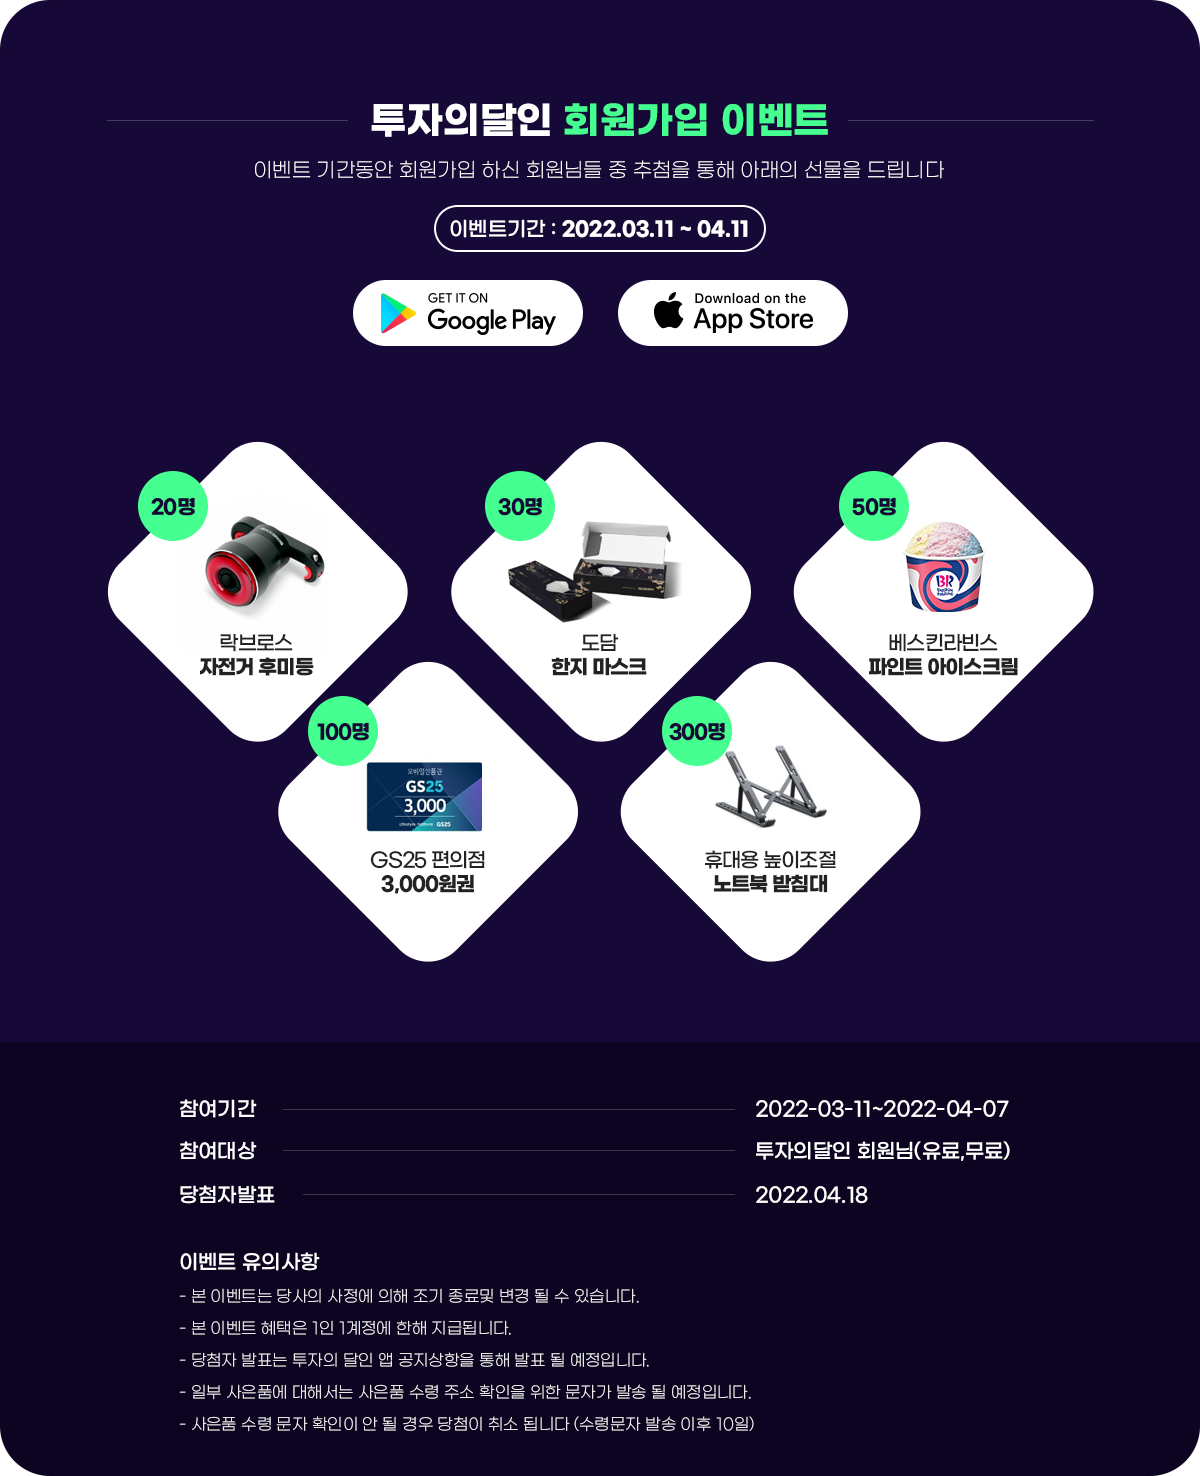 투자의달인 회원가입 이벤트
이벤트 기간동안 회원가입 하신 회원님들 중 추첨을 통해 아래의 선물을 드립니다
이벤트기간 : 2022.03.11 ~ 04.11
GET IT ON
Google Play
Download on the
App Store
20명
락브로스
자전거 후미등
30명
도담
한지 마스크
50명
BR
베스킨라빈스
파인트 아이스크림
100명
모바일상품권
GS25
3,000
GS25
GS25 편의점
3,000원권
300명
휴대용 높이조절
노트북 받침대
참여기간 2022-03-11~2022-04-07
참여대상 투자의달인 회원님(유료,무료)
당첨자발표 2022.04.18
이벤트 유의사항
- 본 이벤트는 당사의 사정에 의해 조기 종료및 변경 될 수 있습니다.
- 본 이벤트 혜택은 1인 1계정에 한해 지급됩니다.
- 당첨자 발표는 투자의 달인 앱 공지상항을 통해 발표 될 예정입니다.
- 일부 사은품에 대해서는 사은품 수령 주소 확인을 위한 문자가 발송 될 예정입니다.
- 사은품 수령 문자 확인이 안 될 경우 당첨이 취소 됩니다 (수령문자 발송 이후 10일)